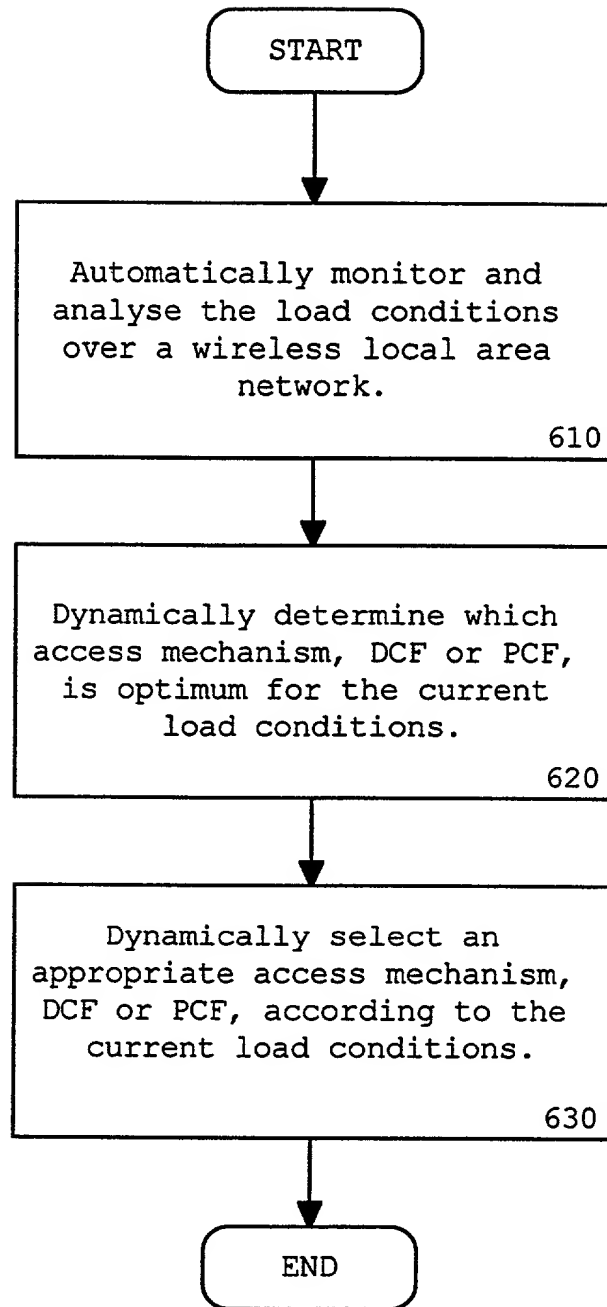 START
Automatically monitor and
analyse the load conditions
over a wireless local area
network.
610
Dynamically determine which
access mechanism, DCF or PCF,
is optimum for the current
load conditions.
620
Dynamically select an
appropriate access mechanism,
DCF or PCF, according to the
current load conditions.
630
END